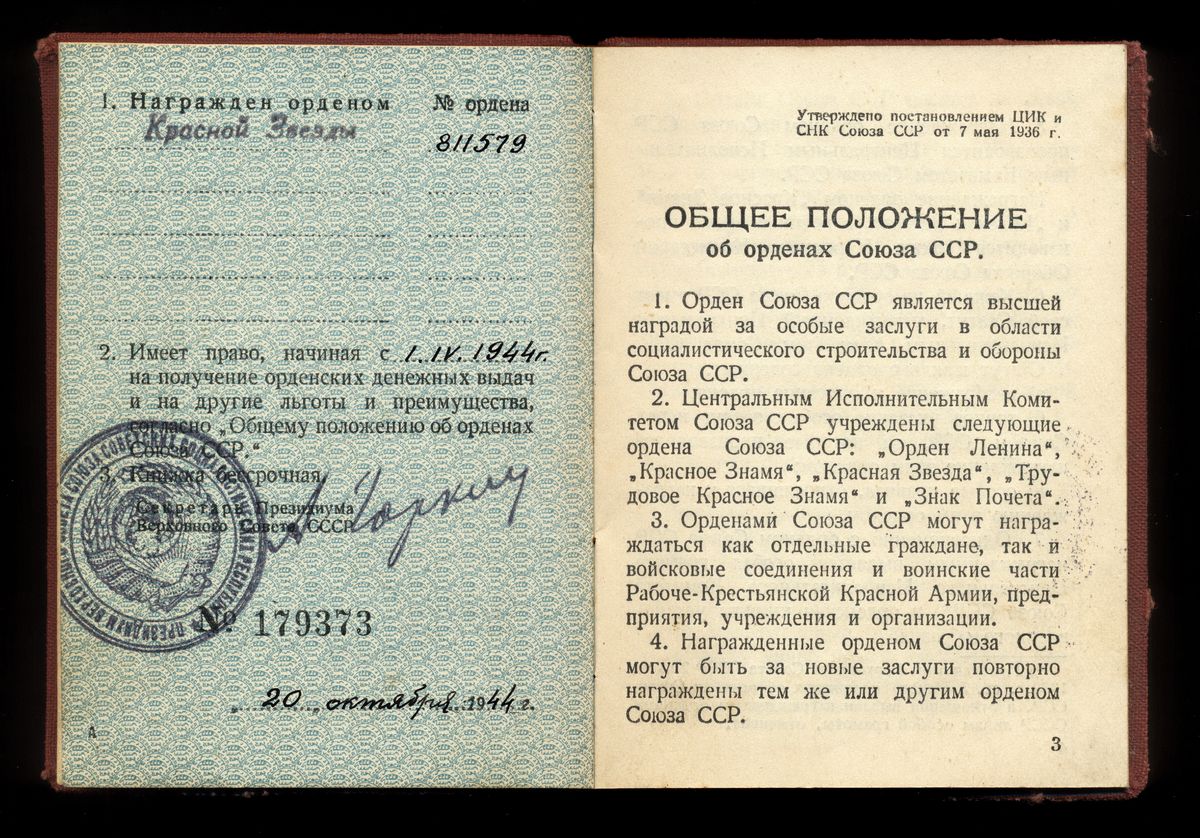 1. Награжден орденом № ордена
Красной Звезды 811579
2. Имеет право, начиная с 1.IV.1944г.
на получение орденских денежных выдач
и на другие льготы и преимущества,
согласно „Общему положению об орденах
Союза ССР.“
3. Книжка бессрочная.
Секретарь Президиума
Верховного Совета СССР
А Горкин
№ 179373
„20„ октября 1944 г.
А
Утверждено постановлением ЦИК и
СНК Союза ССР от 7 мая 1936 г.
ОБЩЕЕ ПОЛОЖЕНИЕ
об орденах Союза ССР.
1. Орден Союза ССР является высшей
наградой за особые заслуги в области
социалистического строительства и обороны
Союза ССР.
2. Центральным Исполнительным Коми-
тетом Союза ССР учреждены следующие
ордена Союза ССР: „Орден Ленина“,
„Красное Знамя“, „Красная Звезда“, „Тру-
довое Красное Знамя“ и „Знак Почета“.
3. Орденами Союза ССР могут награ-
ждаться как отдельные граждане, так и
войсковые соединения и воинские части
Рабоче-Крестьянской Красной Армии, пред-
приятия, учреждения и организации.
4. Награжденные орденом Союза ССР
могут быть за новые заслуги повторно
награждены тем же или другим орденом
Союза ССР.
3